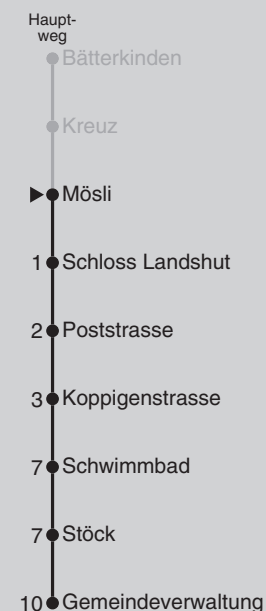 Haupt-
weg
Bätterkinden
Kreuz
Mösli
1 Schloss Landshut
2 Poststrasse
3 Koppigenstrasse
7 Schwimmbad
7 Stöck
10 Gemeindeverwaltung